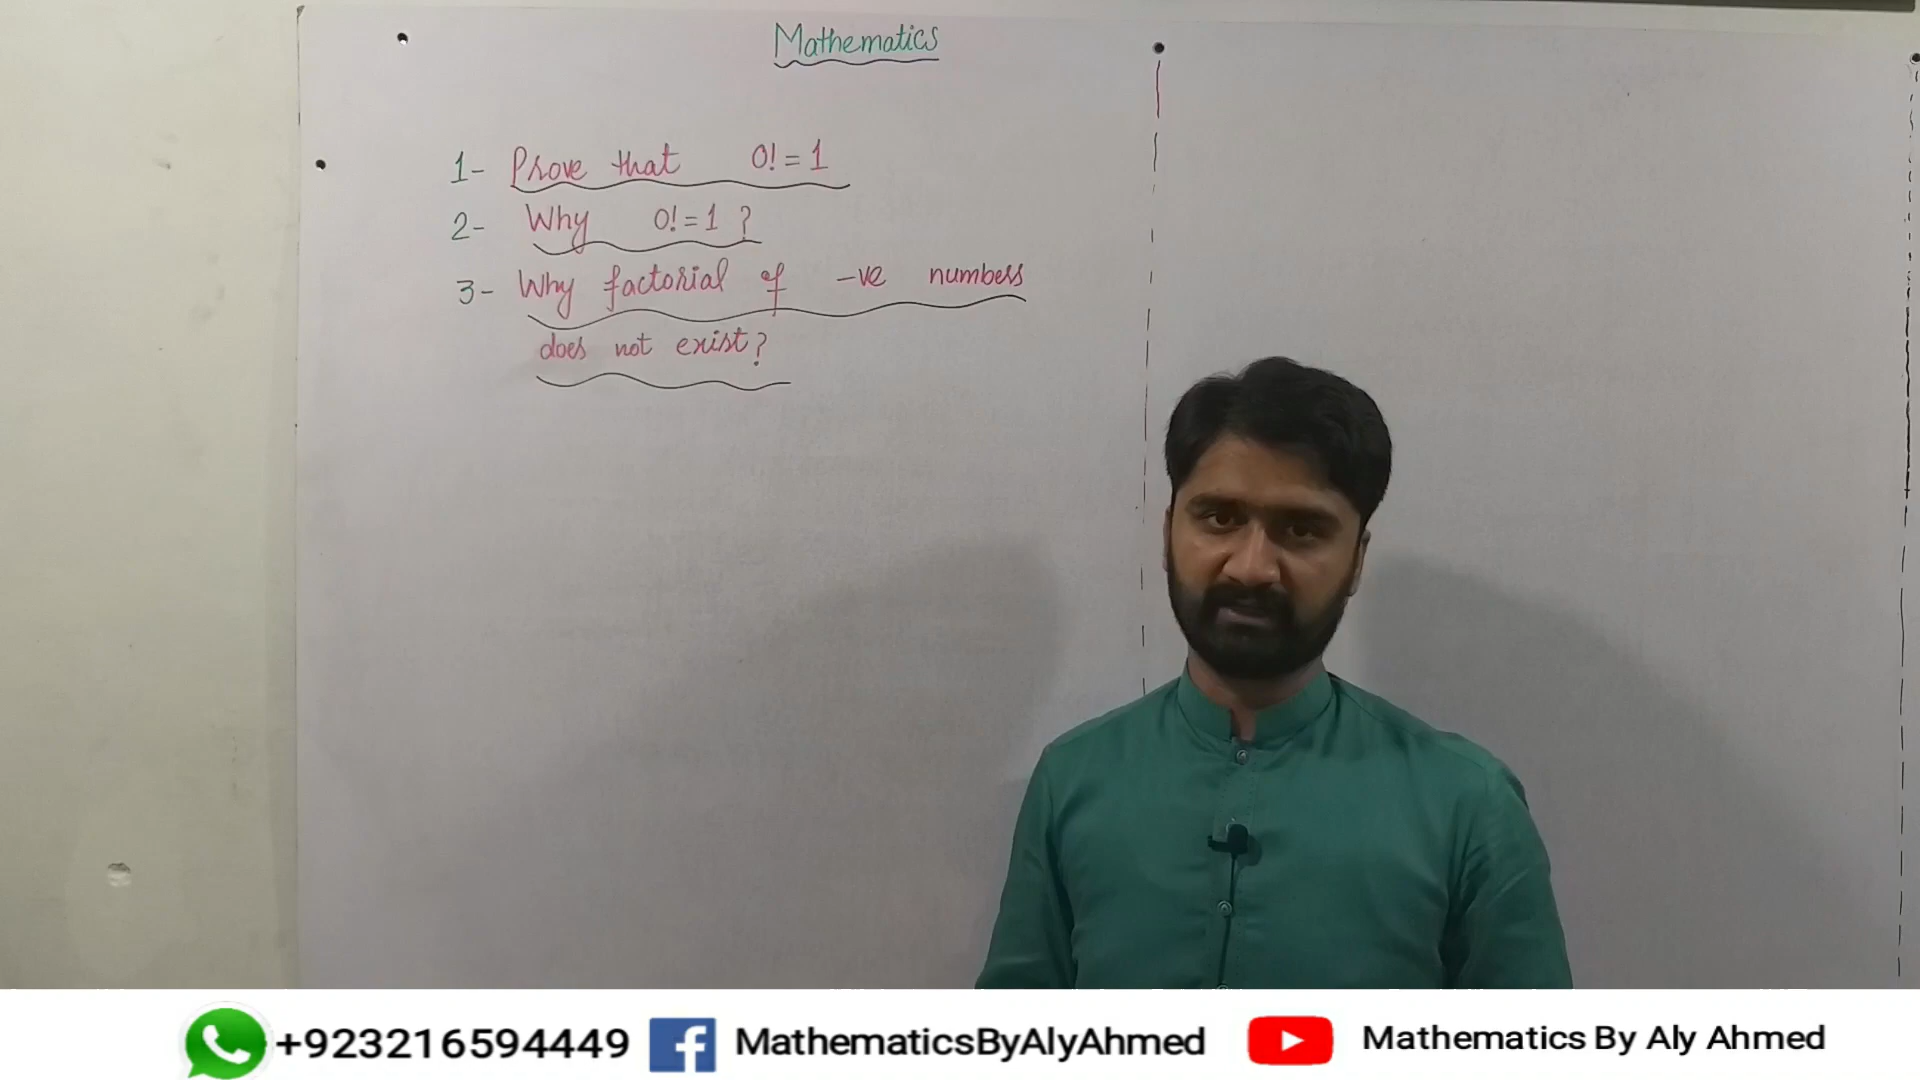 Mathematics
1- Prove that 0! = 1
2- Why 0! = 1 ?
3- Why factorial of -ve numbers
does not exist?
+923216594449 MathematicsByAlyAhmed Mathematics By Aly Ahmed